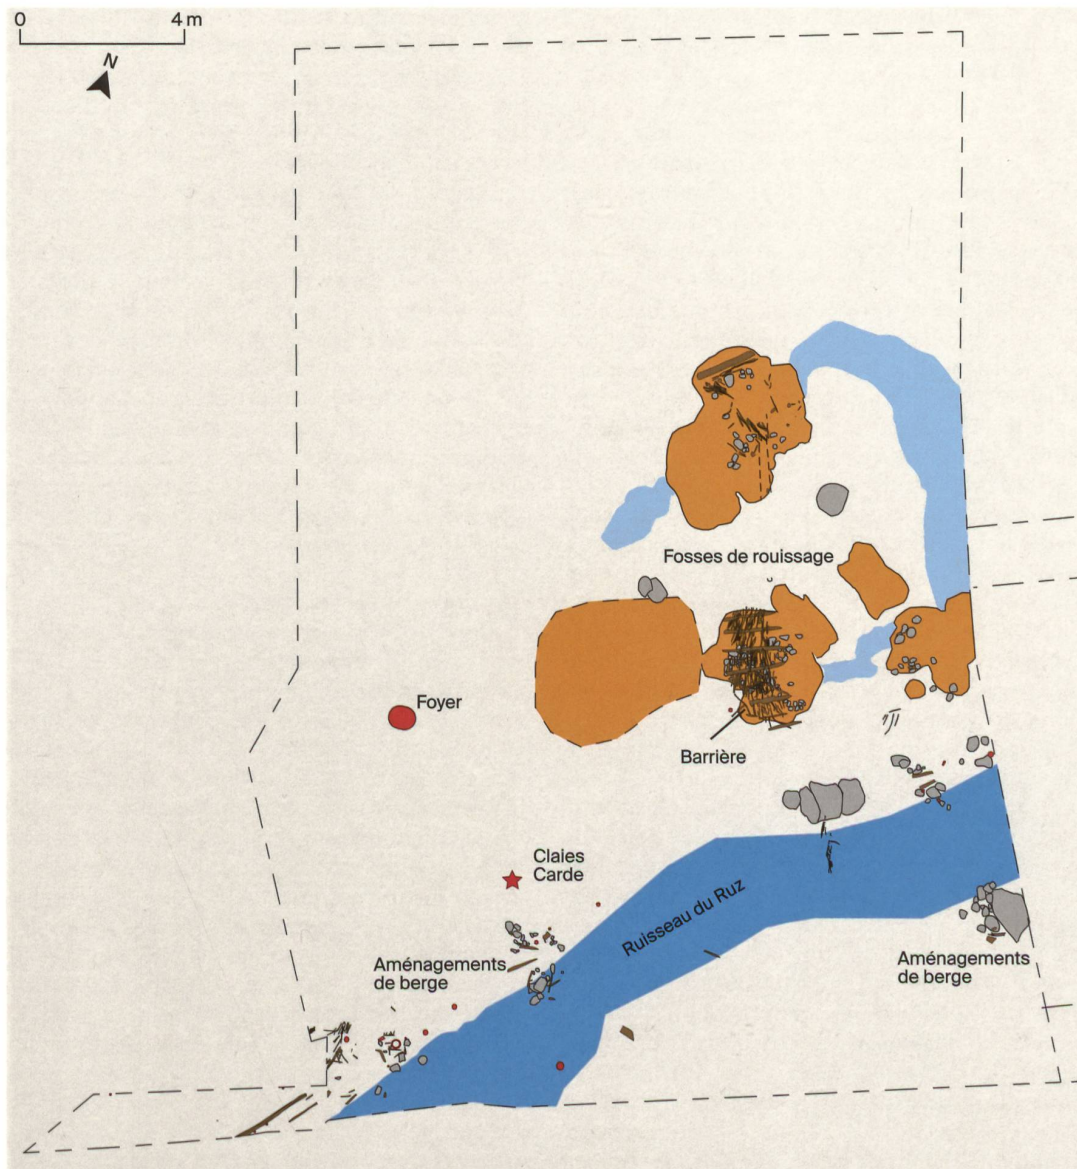 0 4 m
N
Fosses de rouissage
Foyer
Barrière
Claies
Carde
Ruisseau du Ruz
Aménagements
de berge
Aménagements
de berge